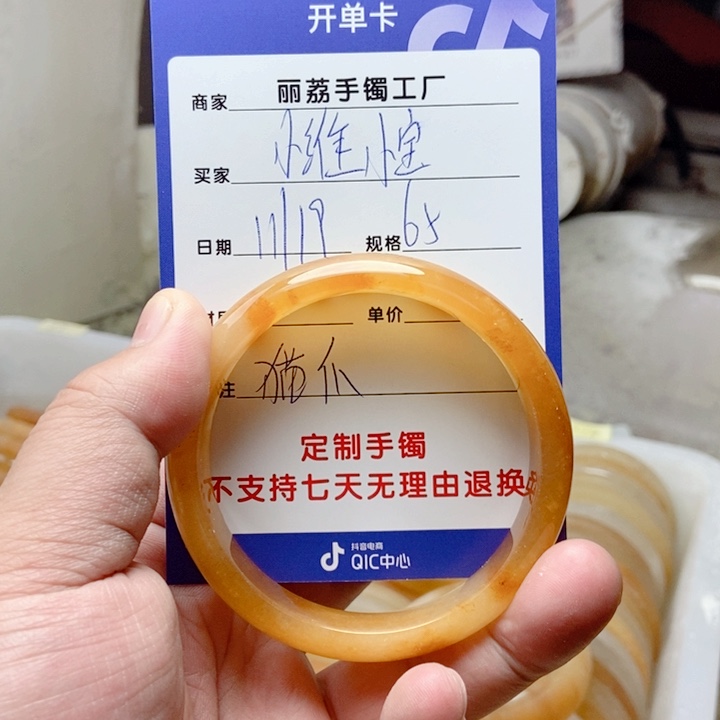 开单卡
商家 丽荔手镯工厂
买家 小维小宝
日期 11/19 规格 65
单价
注 猫爪
定制手镯
不支持七天无理由退换
抖音电商
QIC中心